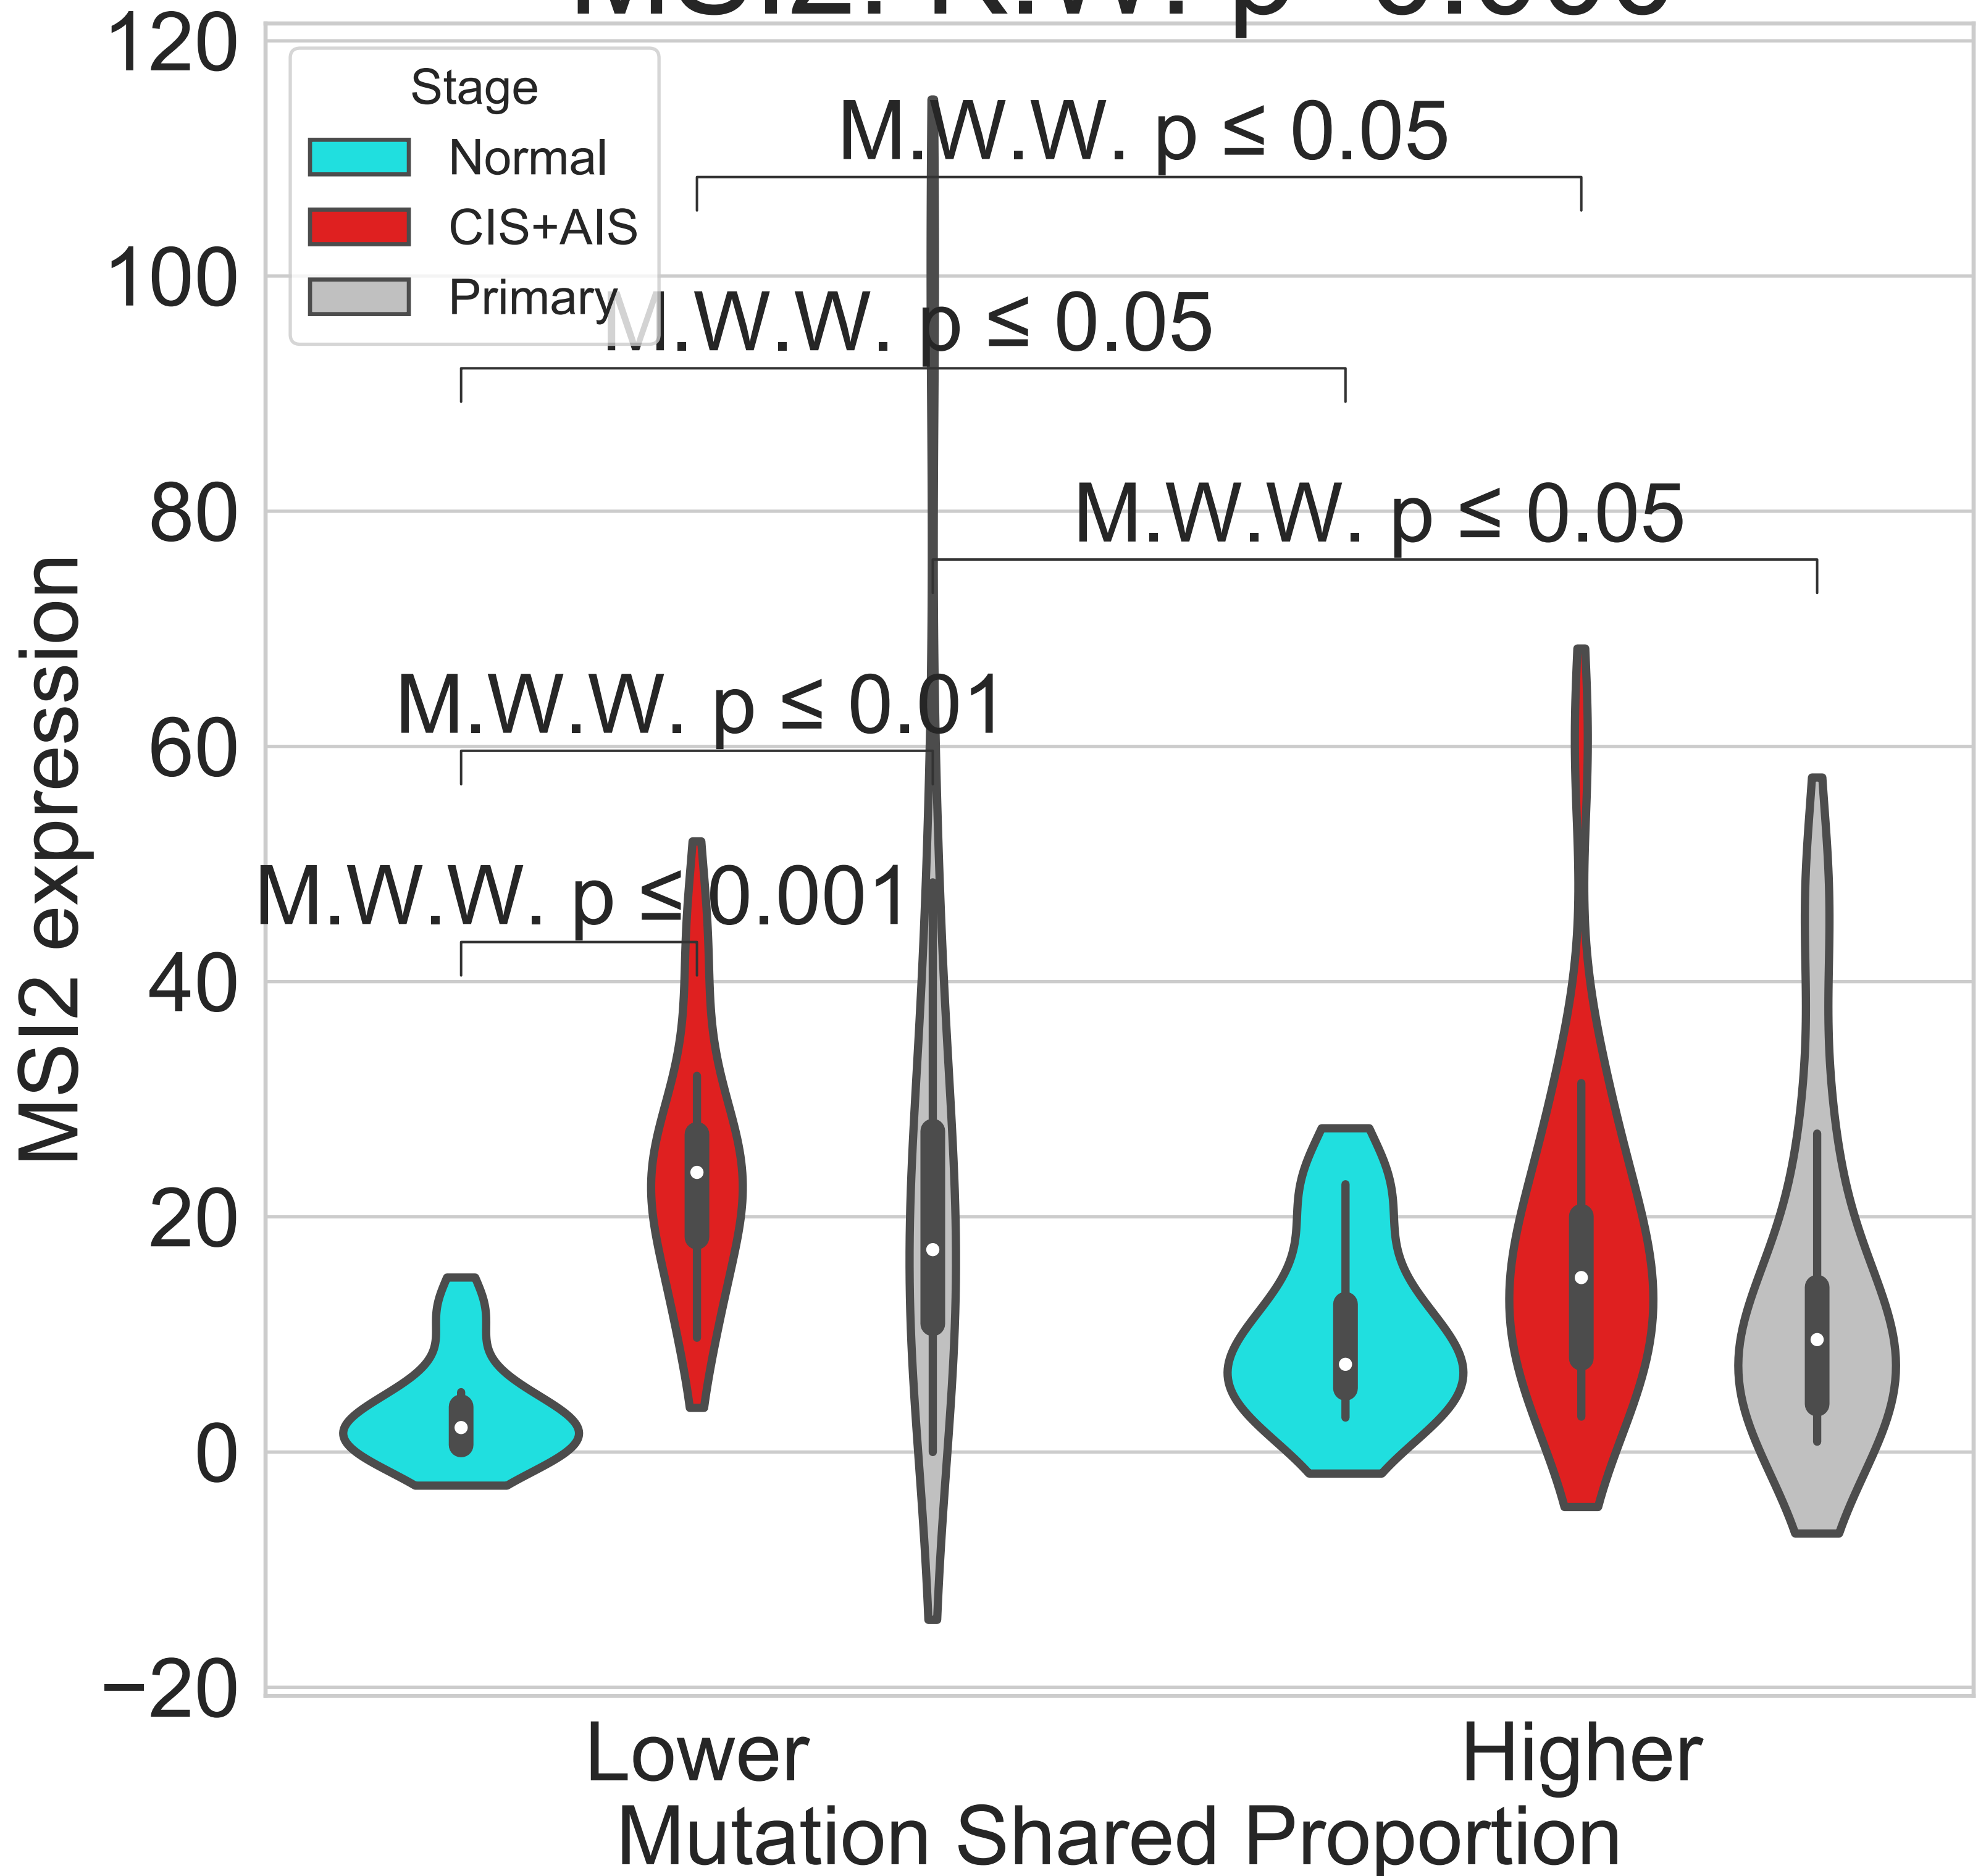 120
Stage
Normal
CIS+AIS
Primary
M.W.W. p ≤ 0.05
100
M.W.W. p ≤ 0.05
80
M.W.W. p ≤ 0.05
60
M.W.W. p ≤ 0.01
M.W.W. p ≤ 0.001
40
20
0
−20
MSI2 expression
Lower
Higher
Mutation Shared Proportion